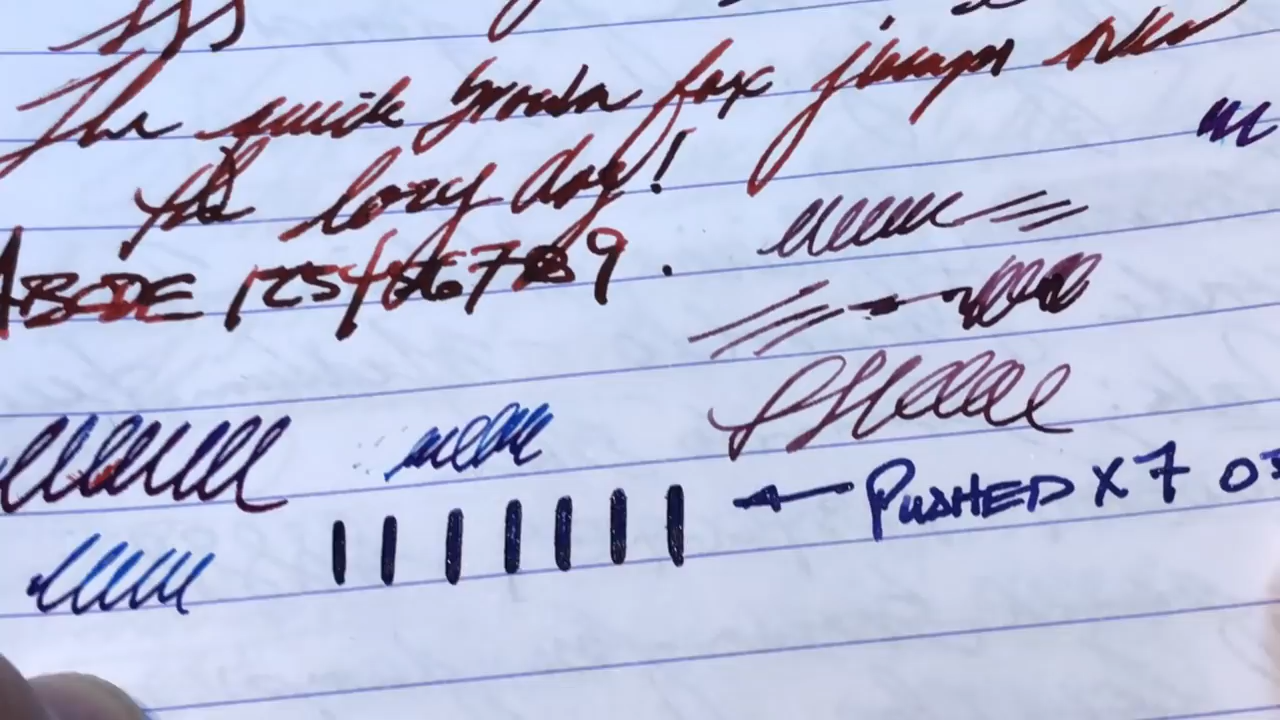 The quick brown fox jumps over
the lazy dog!
ABCDE 123456789.
← PUSHED X 7